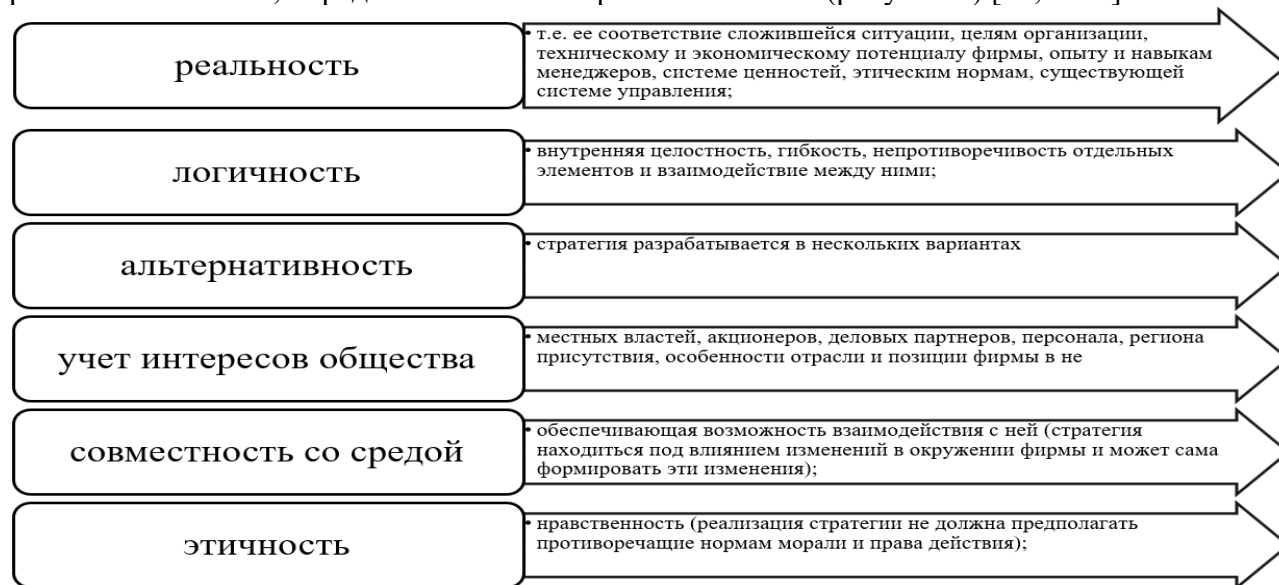 реальность
• т.е. ее соответствие сложившейся ситуации, целям организации,
техническому и экономическому потенциалу фирмы, опыту и навыкам
менеджеров, системе ценностей, этическим нормам, существующей
системе управления;
логичность
• внутренняя целостность, гибкость, непротиворечивость отдельных
элементов и взаимодействие между ними;
альтернативность
• стратегия разрабатывается в нескольких вариантах
учет интересов общества
• местных властей, акционеров, деловых партнеров, персонала, региона
присутствия, особенности отрасли и позиции фирмы в не
совместность со средой
• обеспечивающая возможность взаимодействия с ней (стратегия
находиться под влиянием изменений в окружении фирмы и может сама
формировать эти изменения);
этичность
• нравственность (реализация стратегии не должна предполагать
противоречащие нормам морали и права действия);